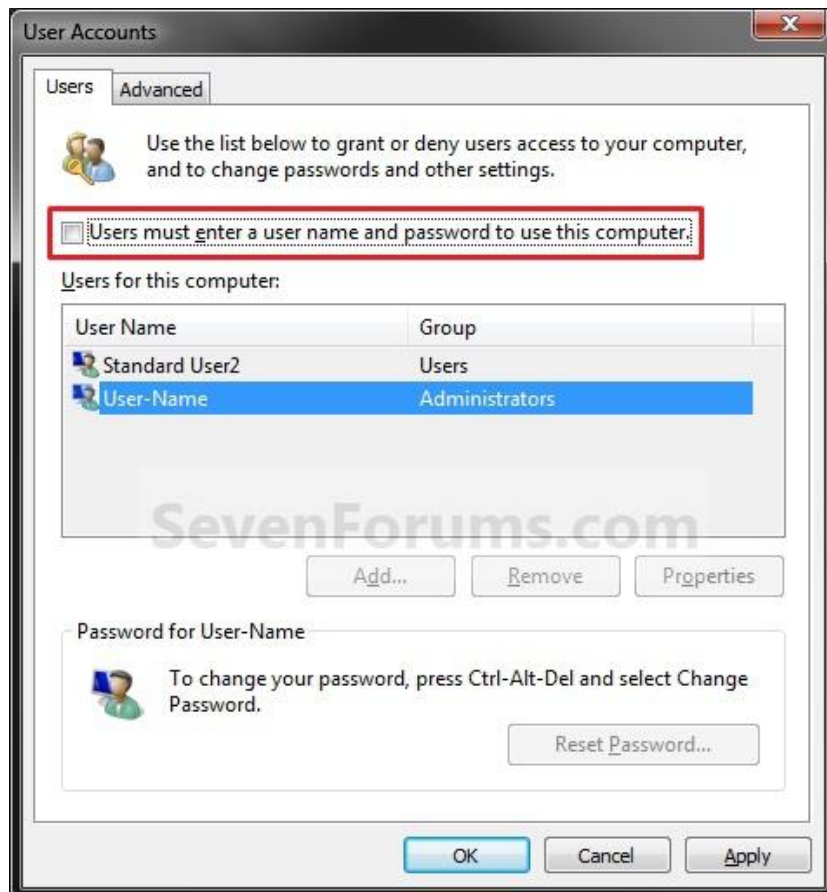 User Accounts
Users
Advanced
Use the list below to grant or deny users access to your computer,
and to change passwords and other settings.
Users must enter a user name and password to use this computer.
Users for this computer:
User Name Group
Standard User2 Users
User-Name Administrators
SevenForums.com
Add... Remove Properties
Password for User-Name
To change your password, press Ctrl-Alt-Del and select Change
Password.
Reset Password...
OK Cancel Apply